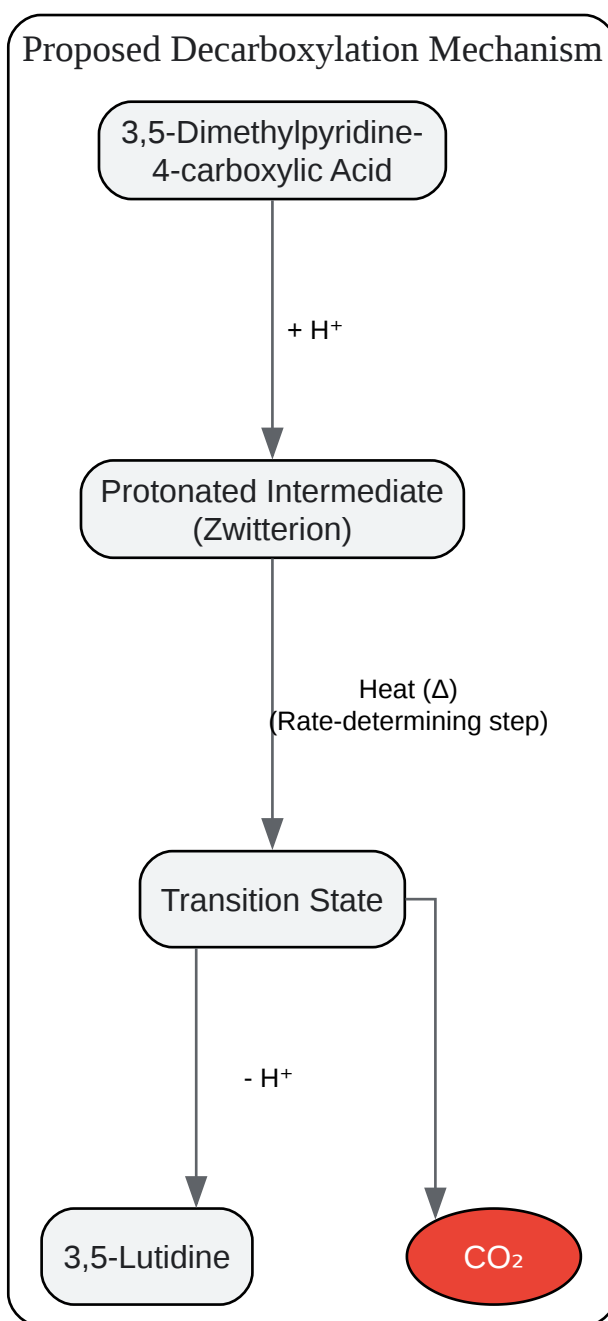 Proposed Decarboxylation Mechanism
3,5-Dimethylpyridine-
4-carboxylic Acid
+ H⁺
Protonated Intermediate
(Zwitterion)
Heat (Δ)
(Rate-determining step)
Transition State
- H⁺
3,5-Lutidine
CO₂